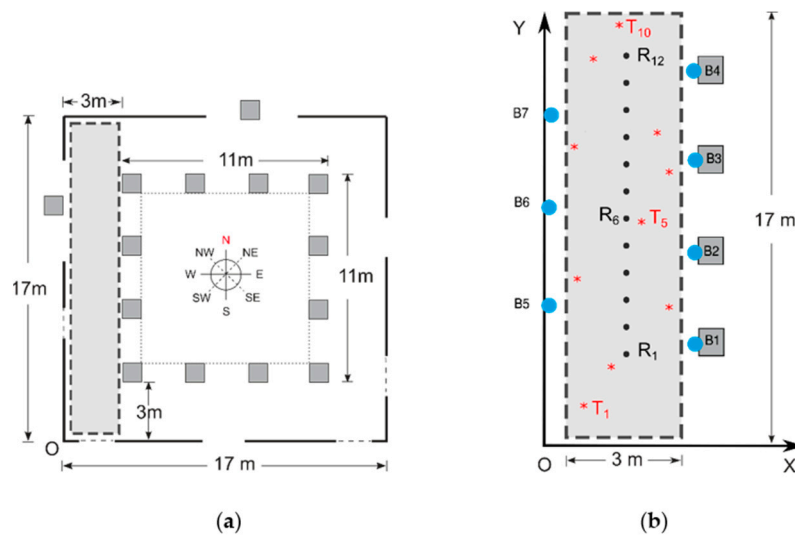 3m
11m
N
NW
NE
W
E
SW
SE
S
17m
11m
3m
O
17 m
(a)
Y
T10
R12
B4
B7
B3
B6
R6
T5
17 m
B2
B5
B1
R1
T1
O
3 m
X
(b)